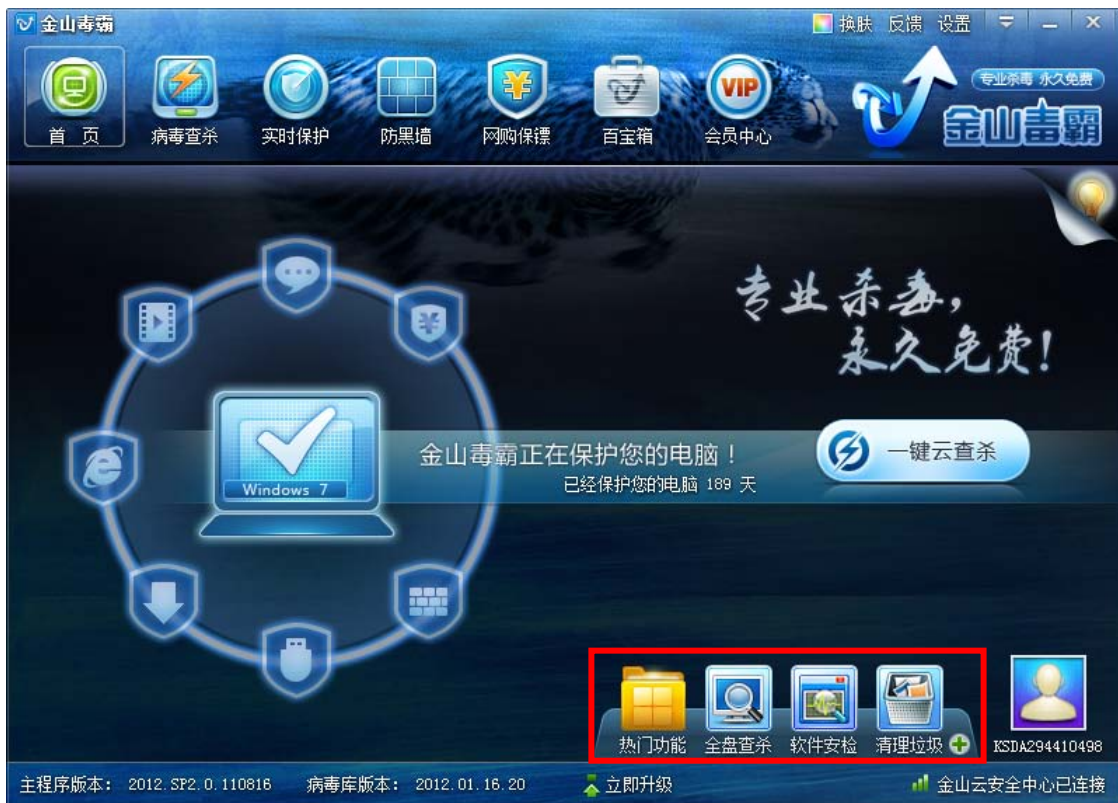 金山毒霸
换肤 反馈 设置
首 页
病毒查杀
实时保护
防黑墙
网购保镖
百宝箱
VIP
会员中心
专业杀毒 永久免费
金山毒霸
专业杀毒，
永久免费！
Windows 7
金山毒霸正在保护您的电脑！
已经保护您的电脑 189 天
一键云查杀
热门功能
全盘查杀
软件安检
清理垃圾
KSDA294410498
主程序版本： 2012.SP2.0.110816 病毒库版本： 2012.01.16.20 立即升级 金山云安全中心已连接